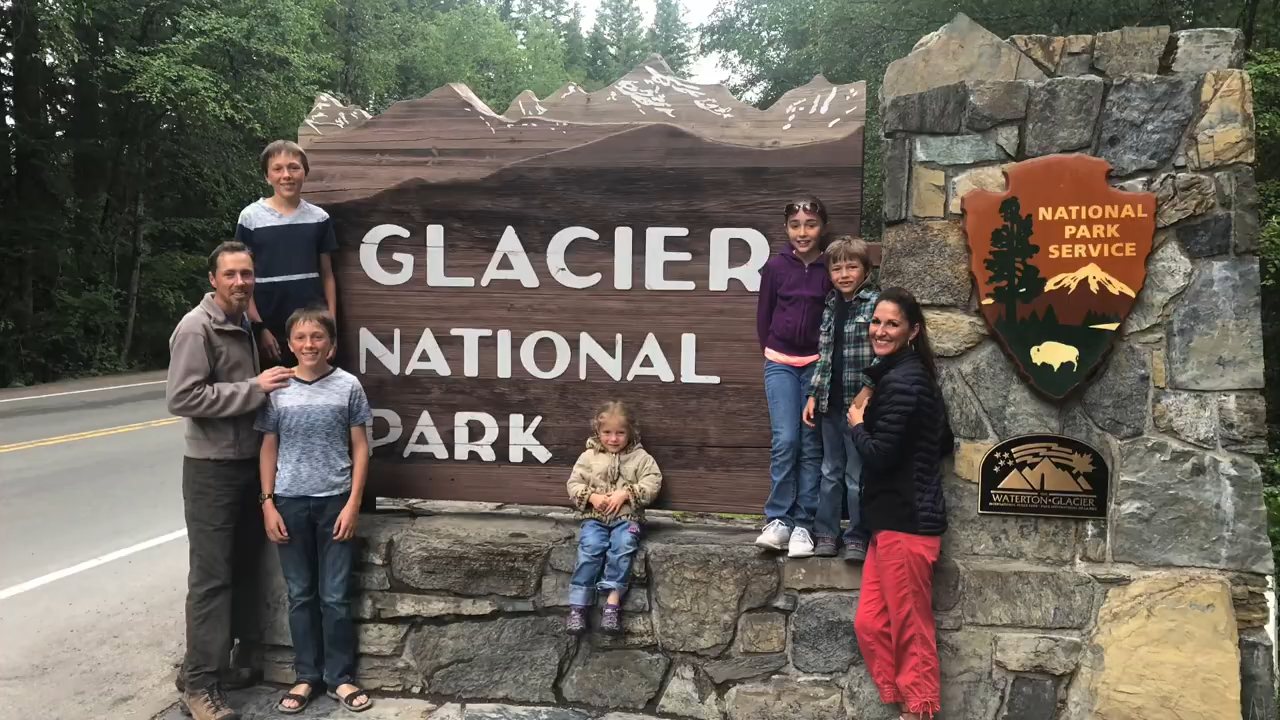 GLACIER
NATIONAL
PARK
NATIONAL
PARK
SERVICE
WATERTON·GLACIER